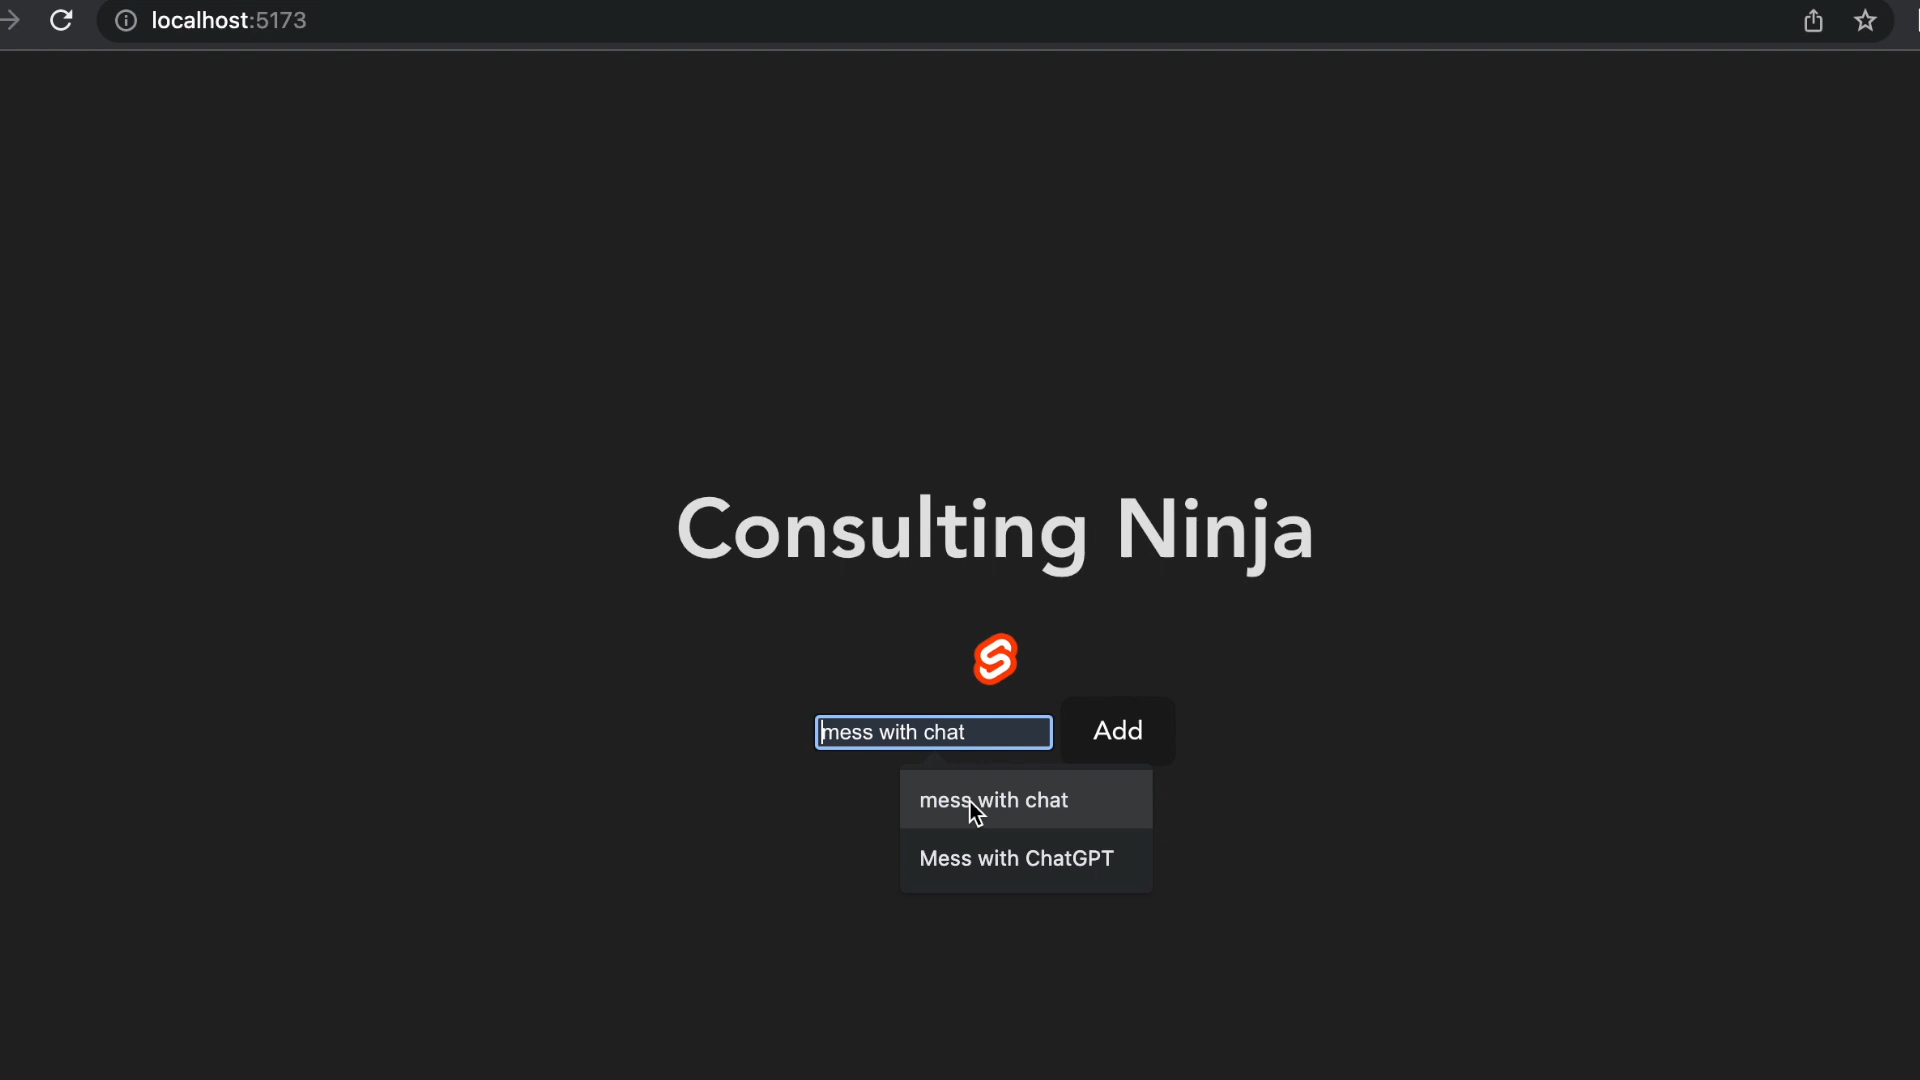 localhost:5173
Consulting Ninja
mess with chat
Add
mess with chat
Mess with ChatGPT